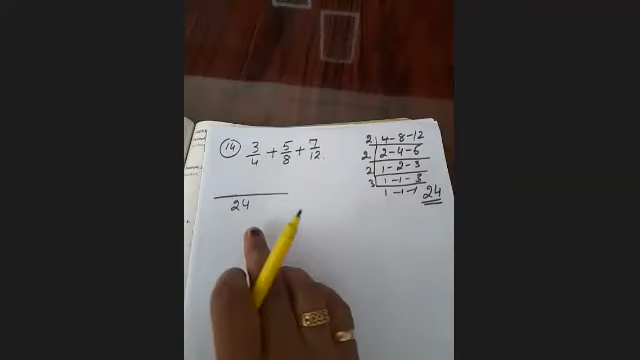 14 3/4 + 5/8 + 7/12.
24
2 | 4 - 8 - 12
2 | 2 - 4 - 6
2 | 1 - 2 - 3
3 | 1 - 1 - 3
1 - 1 - 1 24